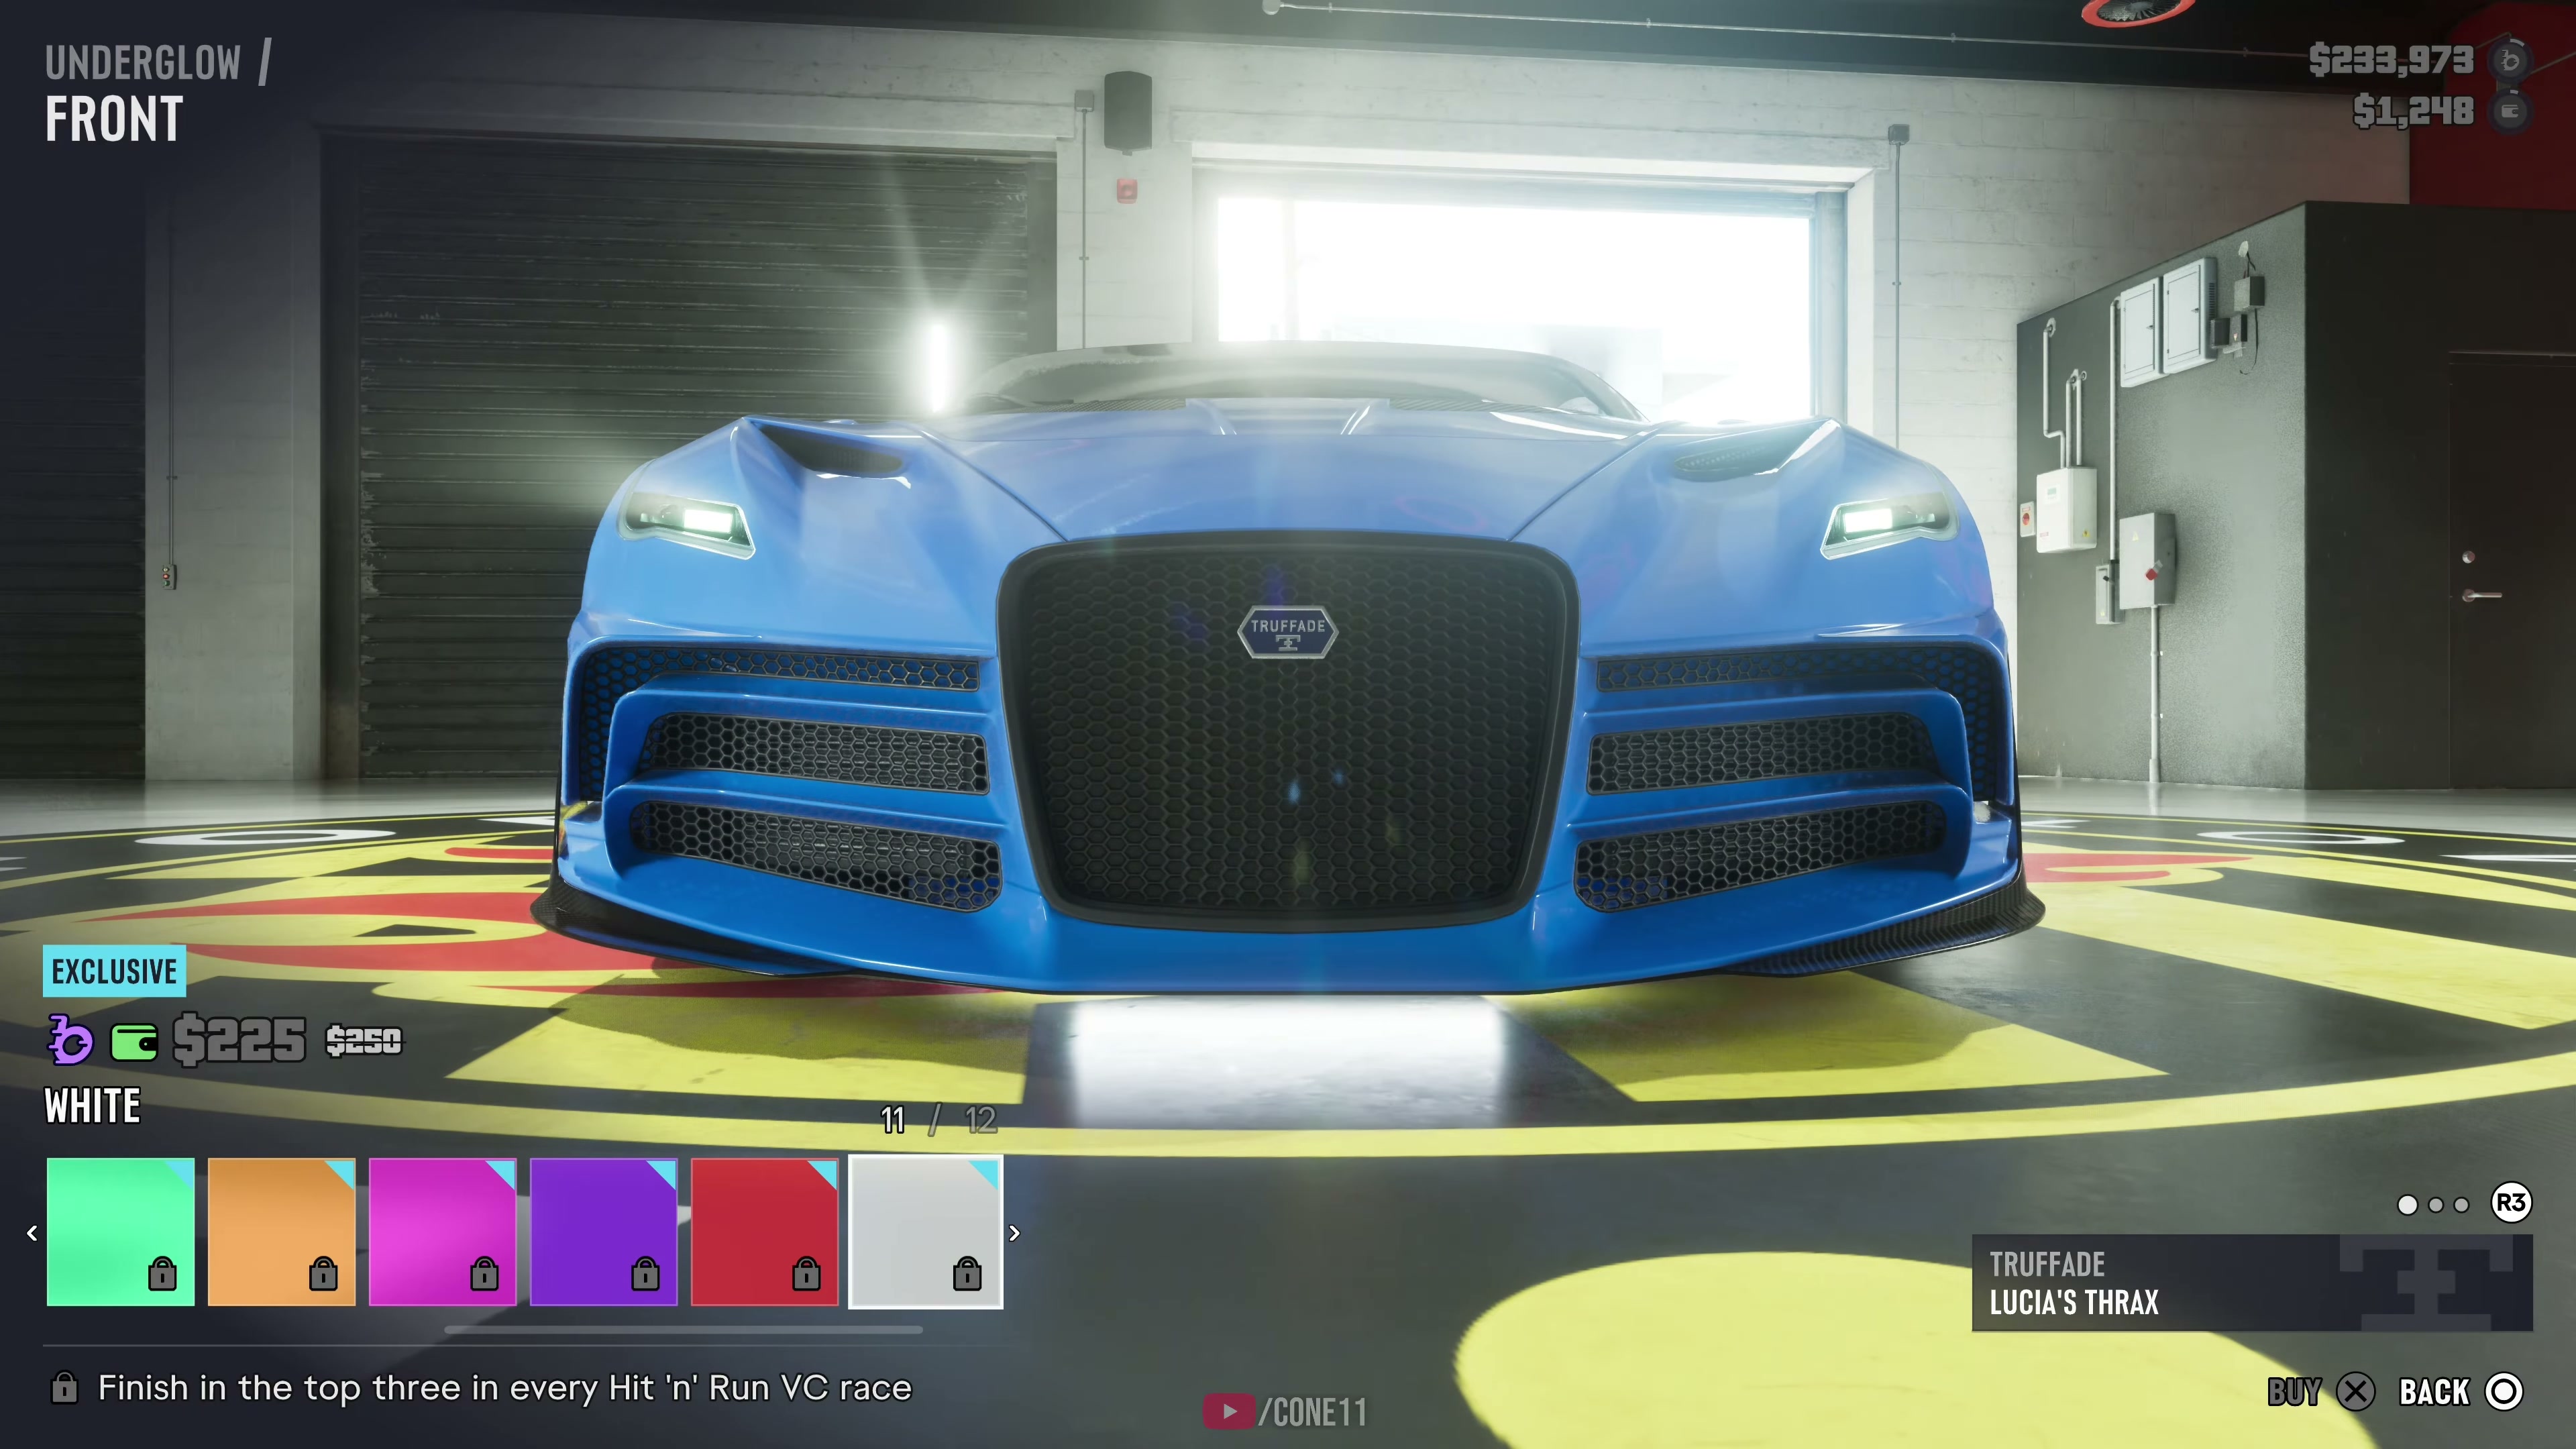 UNDERGLOW /
FRONT
$233,973
$1,248
TRUFFADE
EXCLUSIVE
$225 $250
WHITE
11 / 12
R3
TRUFFADE
LUCIA'S THRAX
Finish in the top three in every Hit 'n' Run VC race
/CONE11
BUY
BACK